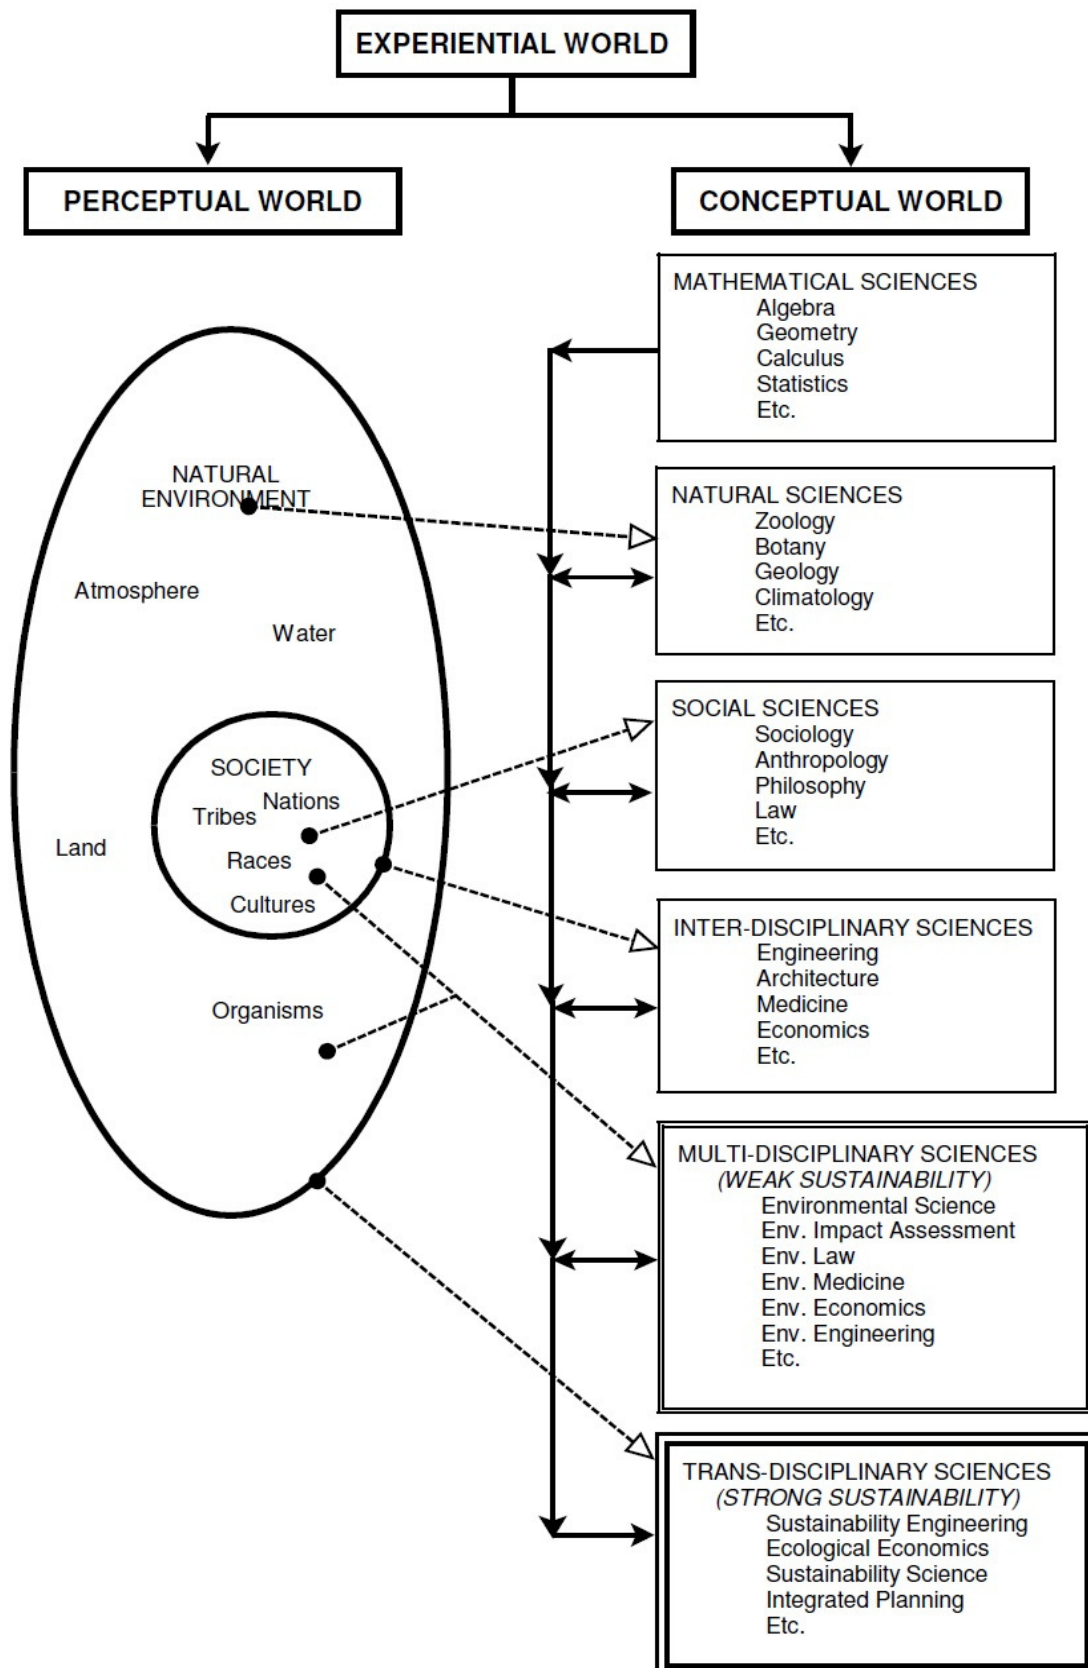 EXPERIENTIAL WORLD
PERCEPTUAL WORLD
CONCEPTUAL WORLD
NATURAL
ENVIRONMENT
Atmosphere
Water
SOCIETY
Nations
Tribes
Races
Cultures
Land
Organisms
MATHEMATICAL SCIENCES
Algebra
Geometry
Calculus
Statistics
Etc.
NATURAL SCIENCES
Zoology
Botany
Geology
Climatology
Etc.
SOCIAL SCIENCES
Sociology
Anthropology
Philosophy
Law
Etc.
INTER-DISCIPLINARY SCIENCES
Engineering
Architecture
Medicine
Economics
Etc.
MULTI-DISCIPLINARY SCIENCES
(WEAK SUSTAINABILITY)
Environmental Science
Env. Impact Assessment
Env. Law
Env. Medicine
Env. Economics
Env. Engineering
Etc.
TRANS-DISCIPLINARY SCIENCES
(STRONG SUSTAINABILITY)
Sustainability Engineering
Ecological Economics
Sustainability Science
Integrated Planning
Etc.